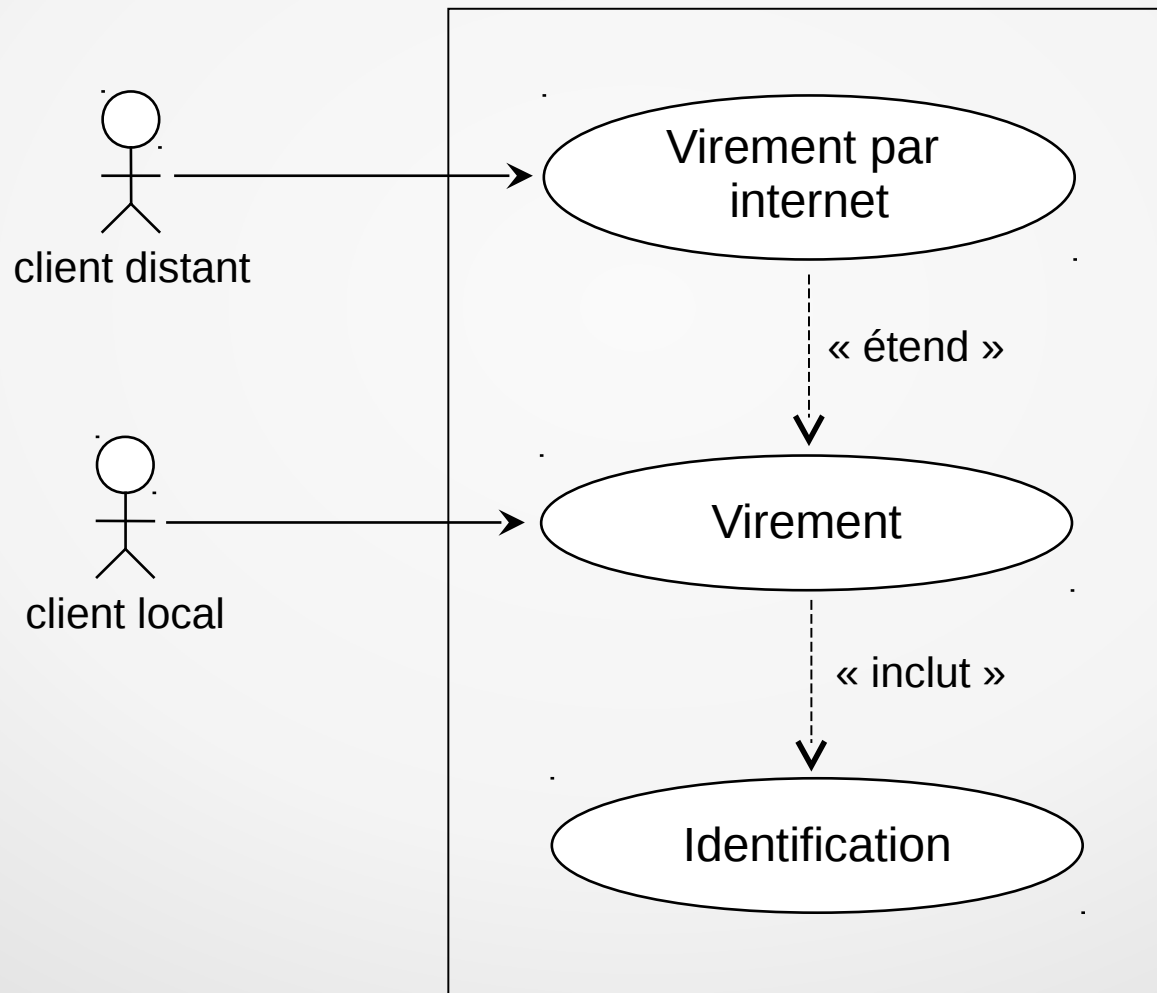 Virement par
internet
client distant
« étend »
Virement
client local
« inclut »
Identification